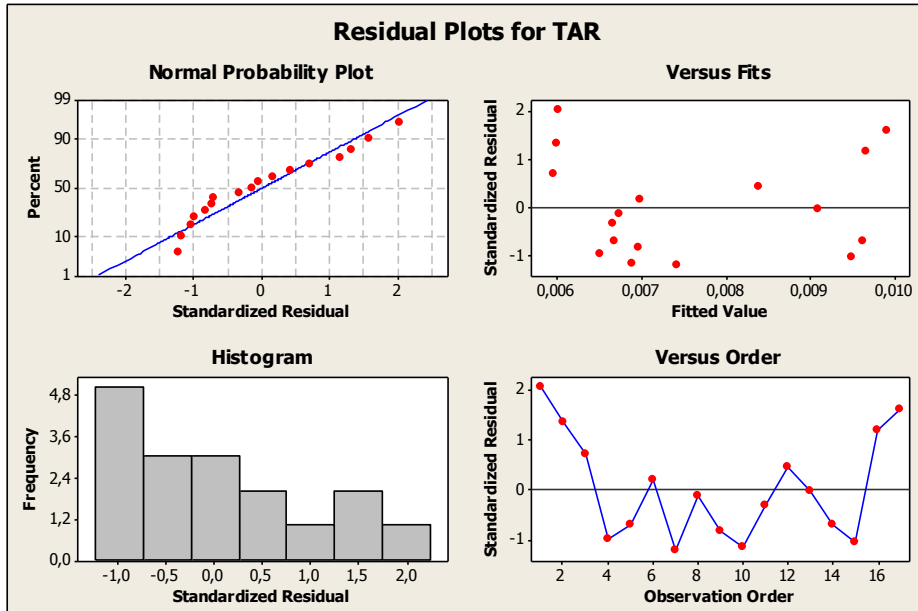 Residual Plots for TAR
Normal Probability Plot
99
90
50
10
1
Percent
-2 -1 0 1 2
Standardized Residual
Versus Fits
2
1
0
-1
Standardized Residual
0,006 0,007 0,008 0,009 0,010
Fitted Value
Histogram
4,8
3,6
2,4
1,2
0,0
Frequency
-1,0 -0,5 0,0 0,5 1,0 1,5 2,0
Standardized Residual
Versus Order
2
1
0
-1
Standardized Residual
2 4 6 8 10 12 14 16
Observation Order